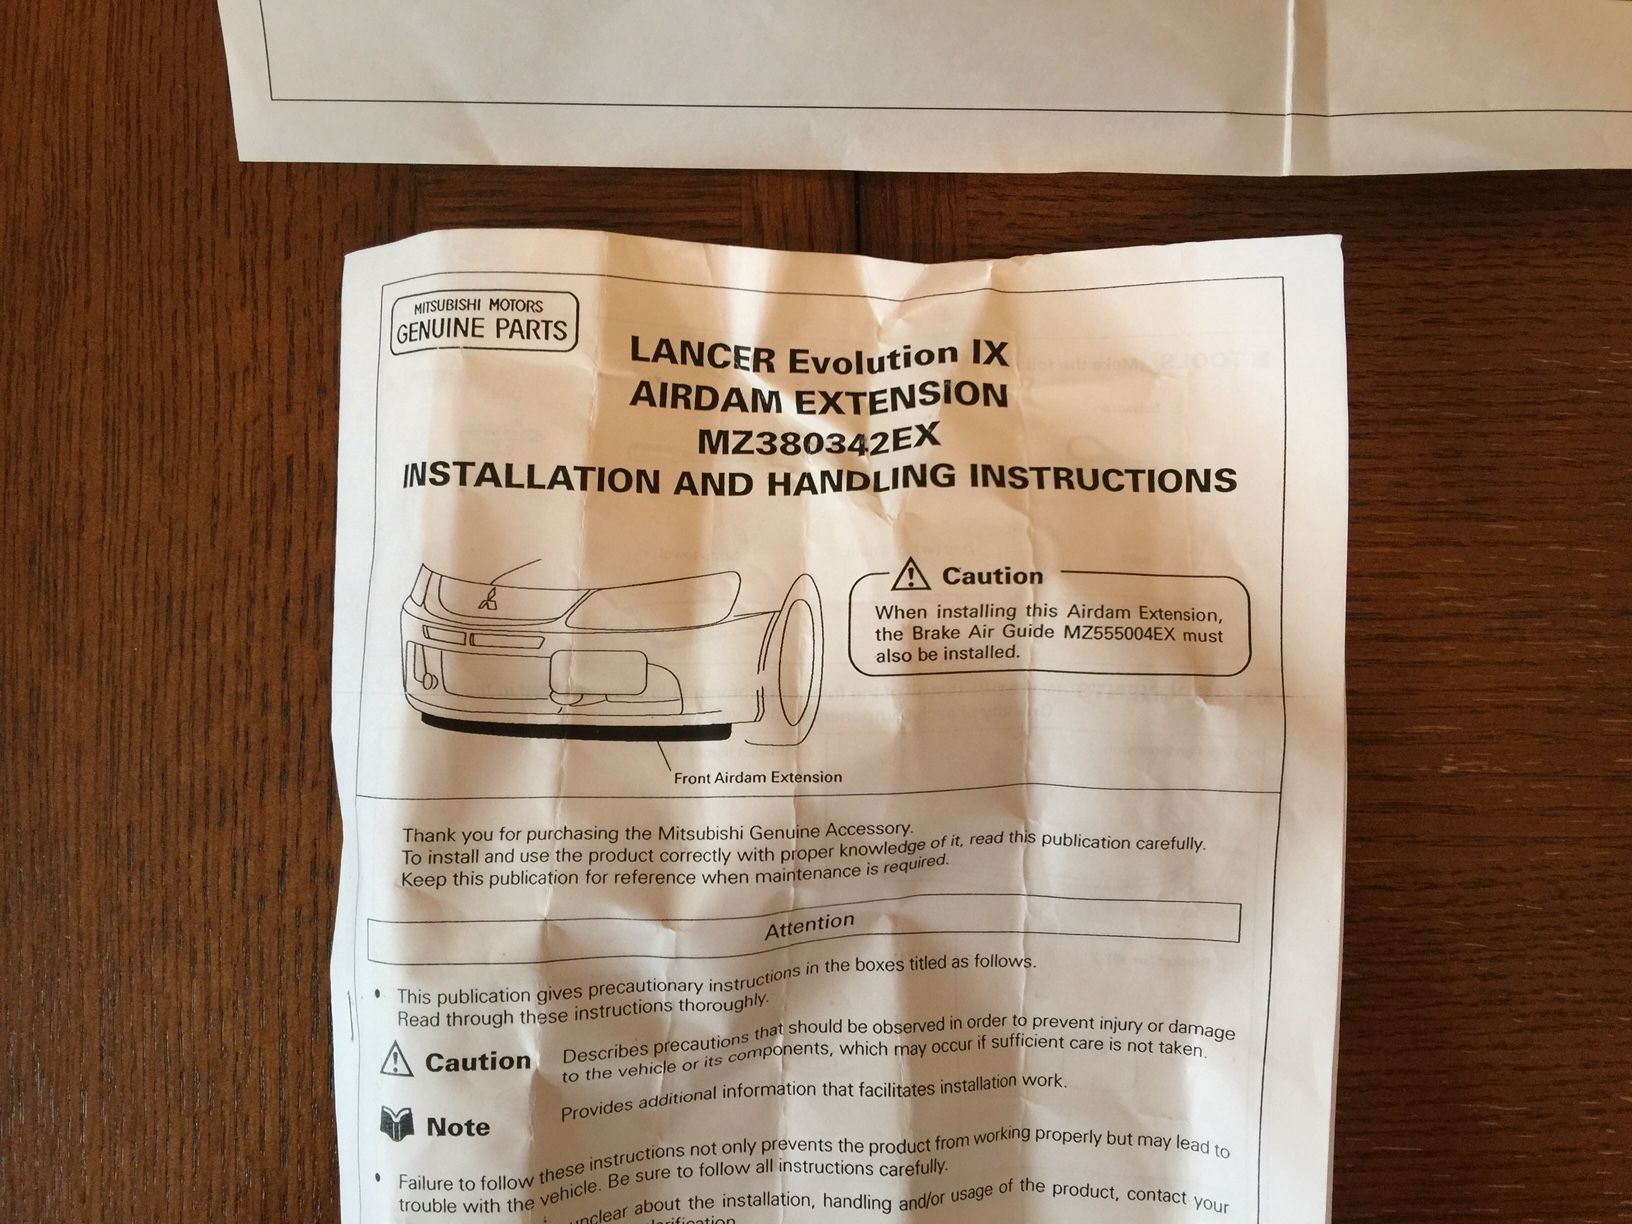 MITSUBISHI MOTORS
GENUINE PARTS
LANCER Evolution IX
AIRDAM EXTENSION
MZ380342EX
INSTALLATION AND HANDLING INSTRUCTIONS
Caution
When installing this Airdam Extension,
the Brake Air Guide MZ555004EX must
also be installed.
Front Airdam Extension
Thank you for purchasing the Mitsubishi Genuine Accessory.
To install and use the product correctly with proper knowledge of it, read this publication carefully.
Keep this publication for reference when maintenance is required.
Attention
• This publication gives precautionary instructions in the boxes titled as follows.
Read through these instructions thoroughly.
Caution
Describes precautions that should be observed in order to prevent injury or damage
to the vehicle or its components, which may occur if sufficient care is not taken.
Note
Provides additional information that facilitates installation work.
• Failure to follow these instructions not only prevents the product from working properly but may lead to
trouble with the vehicle. Be sure to follow all instructions carefully.
unclear about the installation, handling and/or usage of the product, contact your